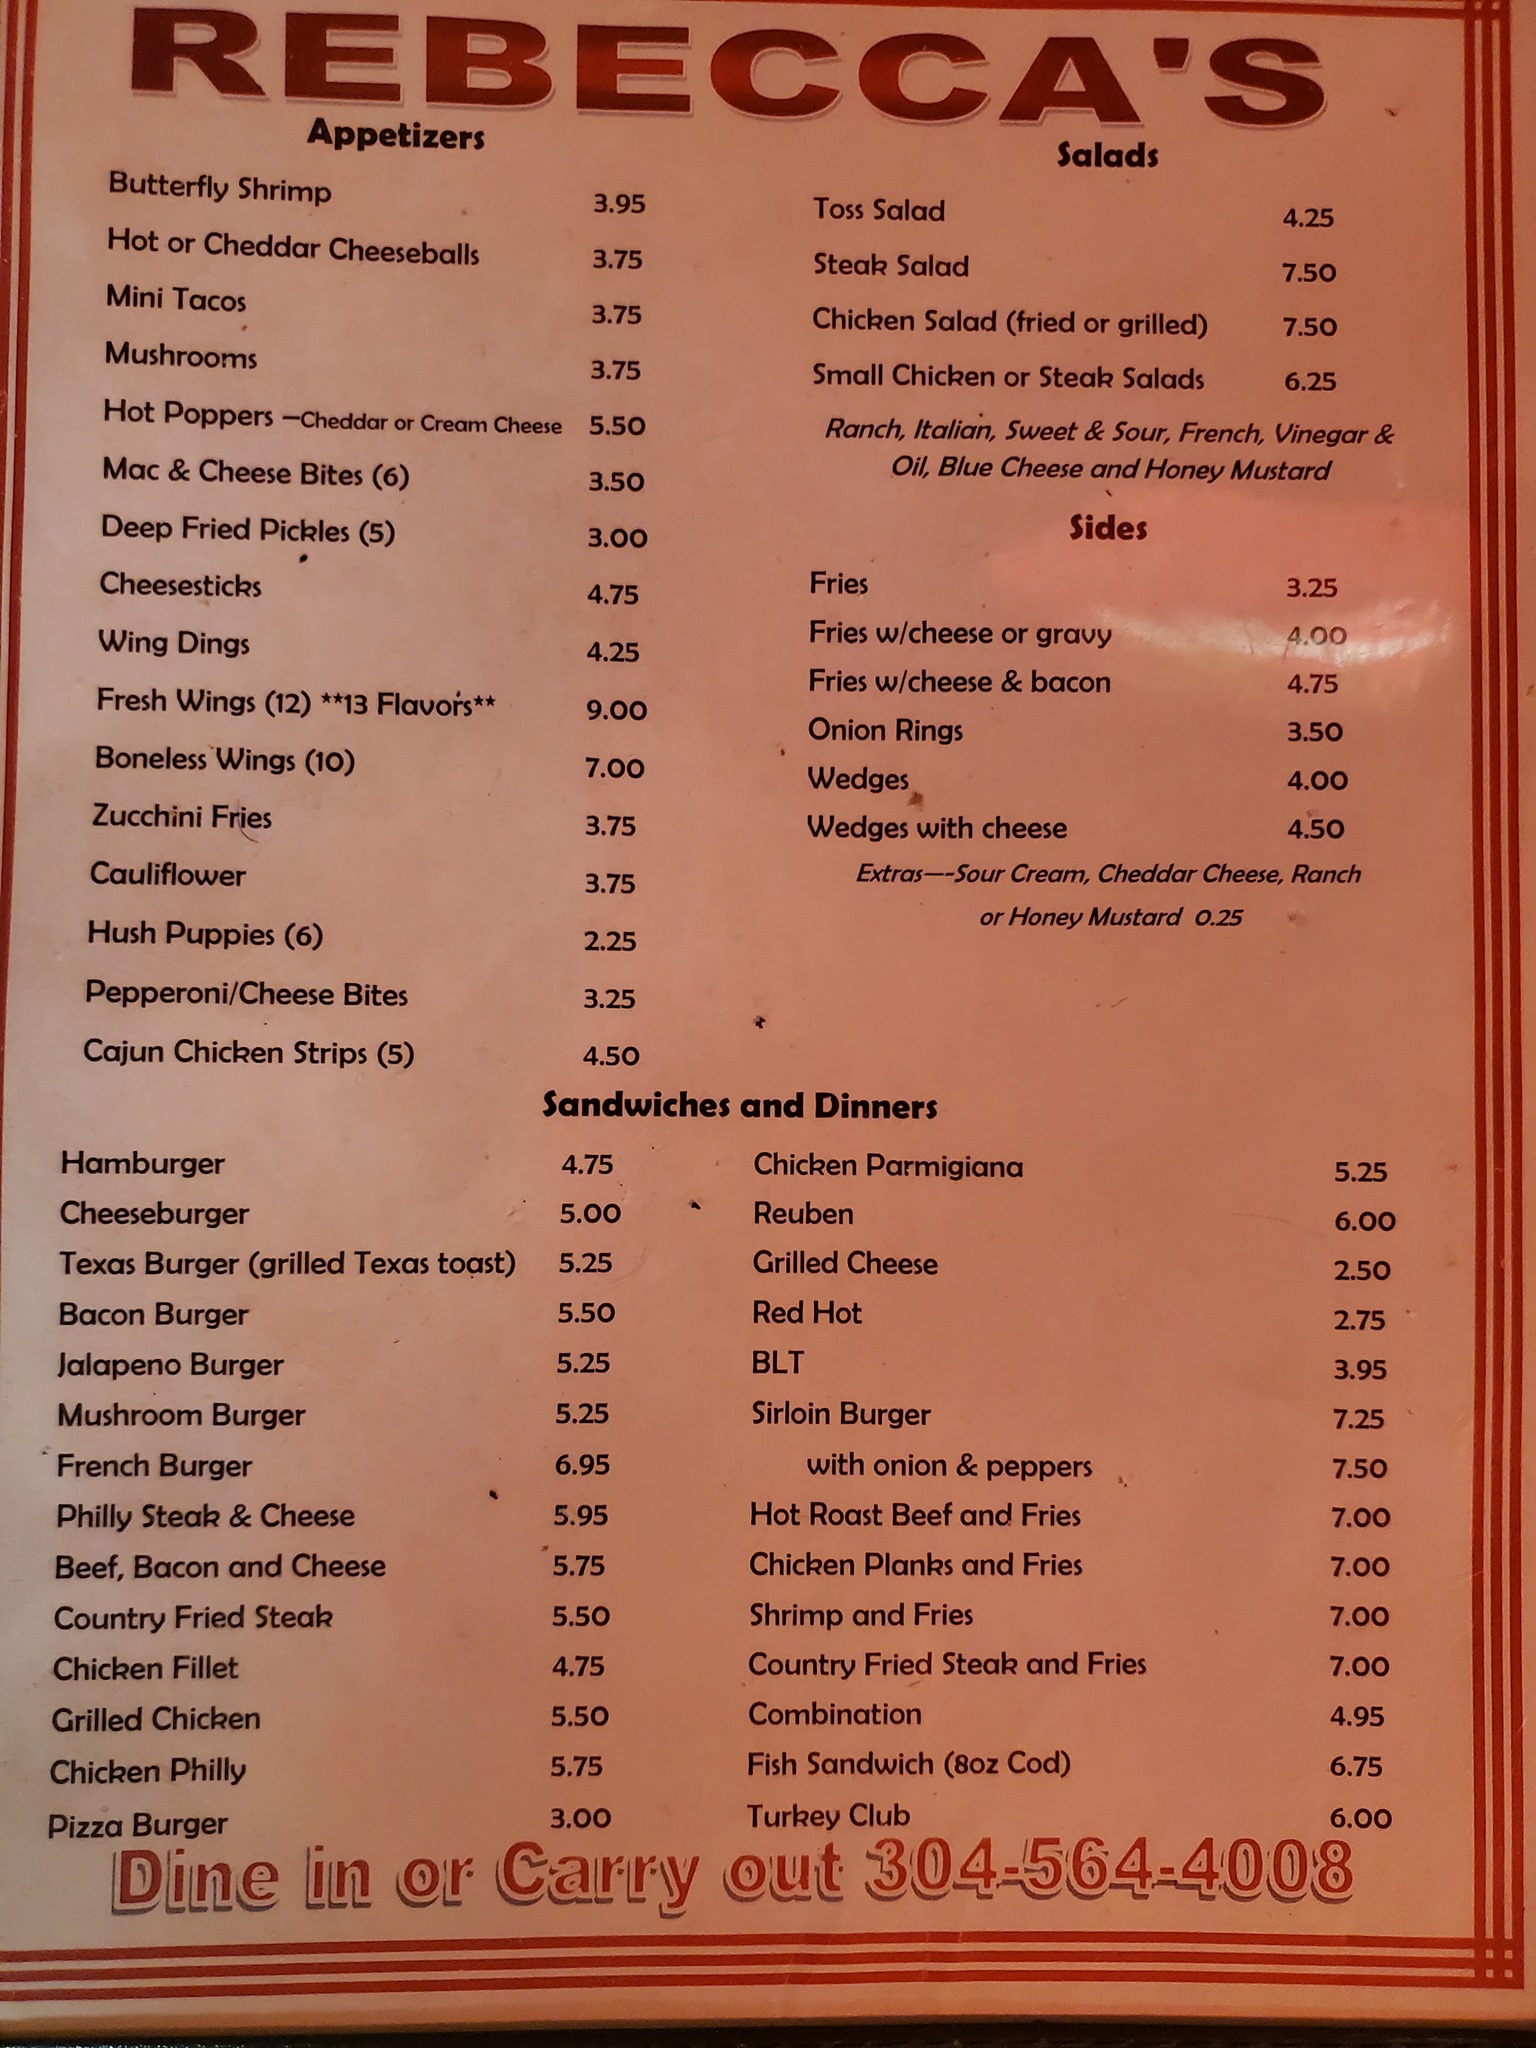 REBECCA'S
Appetizers
Butterfly Shrimp 3.95
Hot or Cheddar Cheeseballs 3.75
Mini Tacos 3.75
Mushrooms 3.75
Hot Poppers —Cheddar or Cream Cheese 5.50
Mac & Cheese Bites (6) 3.50
Deep Fried Pickles (5) 3.00
Cheesesticks 4.75
Wing Dings 4.25
Fresh Wings (12) **13 Flavors** 9.00
Boneless Wings (10) 7.00
Zucchini Fries 3.75
Cauliflower 3.75
Hush Puppies (6) 2.25
Pepperoni/Cheese Bites 3.25
Cajun Chicken Strips (5) 4.50
Salads
Toss Salad 4.25
Steak Salad 7.50
Chicken Salad (fried or grilled) 7.50
Small Chicken or Steak Salads 6.25
Ranch, Italian, Sweet & Sour, French, Vinegar &
Oil, Blue Cheese and Honey Mustard
Sides
Fries 3.25
Fries w/cheese or gravy 4.00
Fries w/cheese & bacon 4.75
Onion Rings 3.50
Wedges 4.00
Wedges with cheese 4.50
Extras—-Sour Cream, Cheddar Cheese, Ranch
or Honey Mustard 0.25
Sandwiches and Dinners
Hamburger 4.75
Cheeseburger 5.00
Texas Burger (grilled Texas toast) 5.25
Bacon Burger 5.50
Jalapeno Burger 5.25
Mushroom Burger 5.25
French Burger 6.95
Philly Steak & Cheese 5.95
Beef, Bacon and Cheese 5.75
Country Fried Steak 5.50
Chicken Fillet 4.75
Grilled Chicken 5.50
Chicken Philly 5.75
Pizza Burger 3.00
Chicken Parmigiana 5.25
Reuben 6.00
Grilled Cheese 2.50
Red Hot 2.75
BLT 3.95
Sirloin Burger 7.25
with onion & peppers 7.50
Hot Roast Beef and Fries 7.00
Chicken Planks and Fries 7.00
Shrimp and Fries 7.00
Country Fried Steak and Fries 7.00
Combination 4.95
Fish Sandwich (8oz Cod) 6.75
Turkey Club 6.00
Dine in or Carry out 304-564-4008